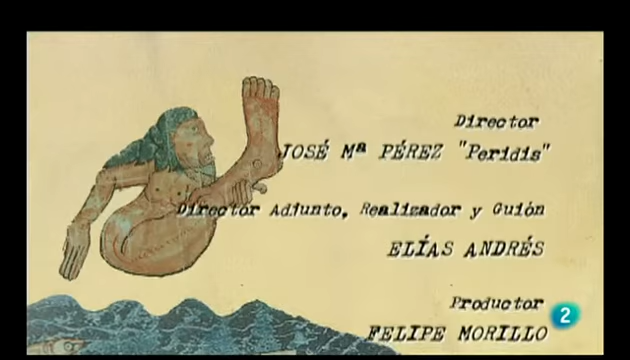 Director
JOSÉ Mª PÉREZ "Peridis"
Director Adjunto, Realizador y Guión
ELÍAS ANDRÉS
Productor
2
FELIPE MORILLO